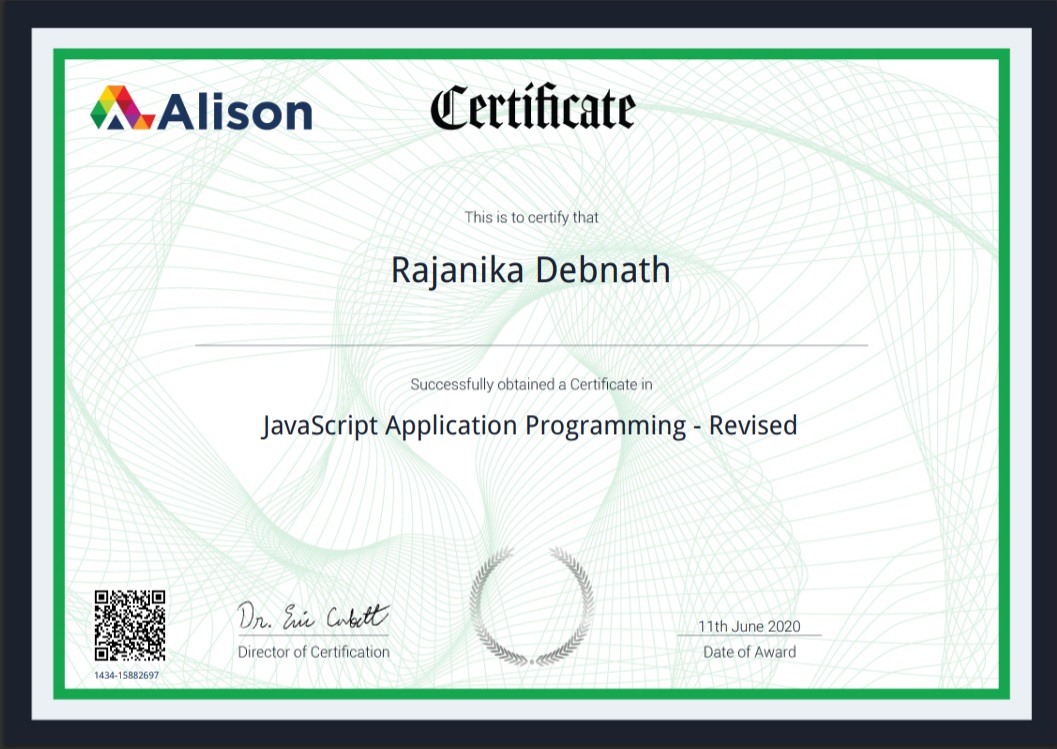 Alison
Certificate
This is to certify that
Rajanika Debnath
Successfully obtained a Certificate in
JavaScript Application Programming - Revised
Dr. Eric Corbett
Director of Certification
11th June 2020
Date of Award
1434-15882697